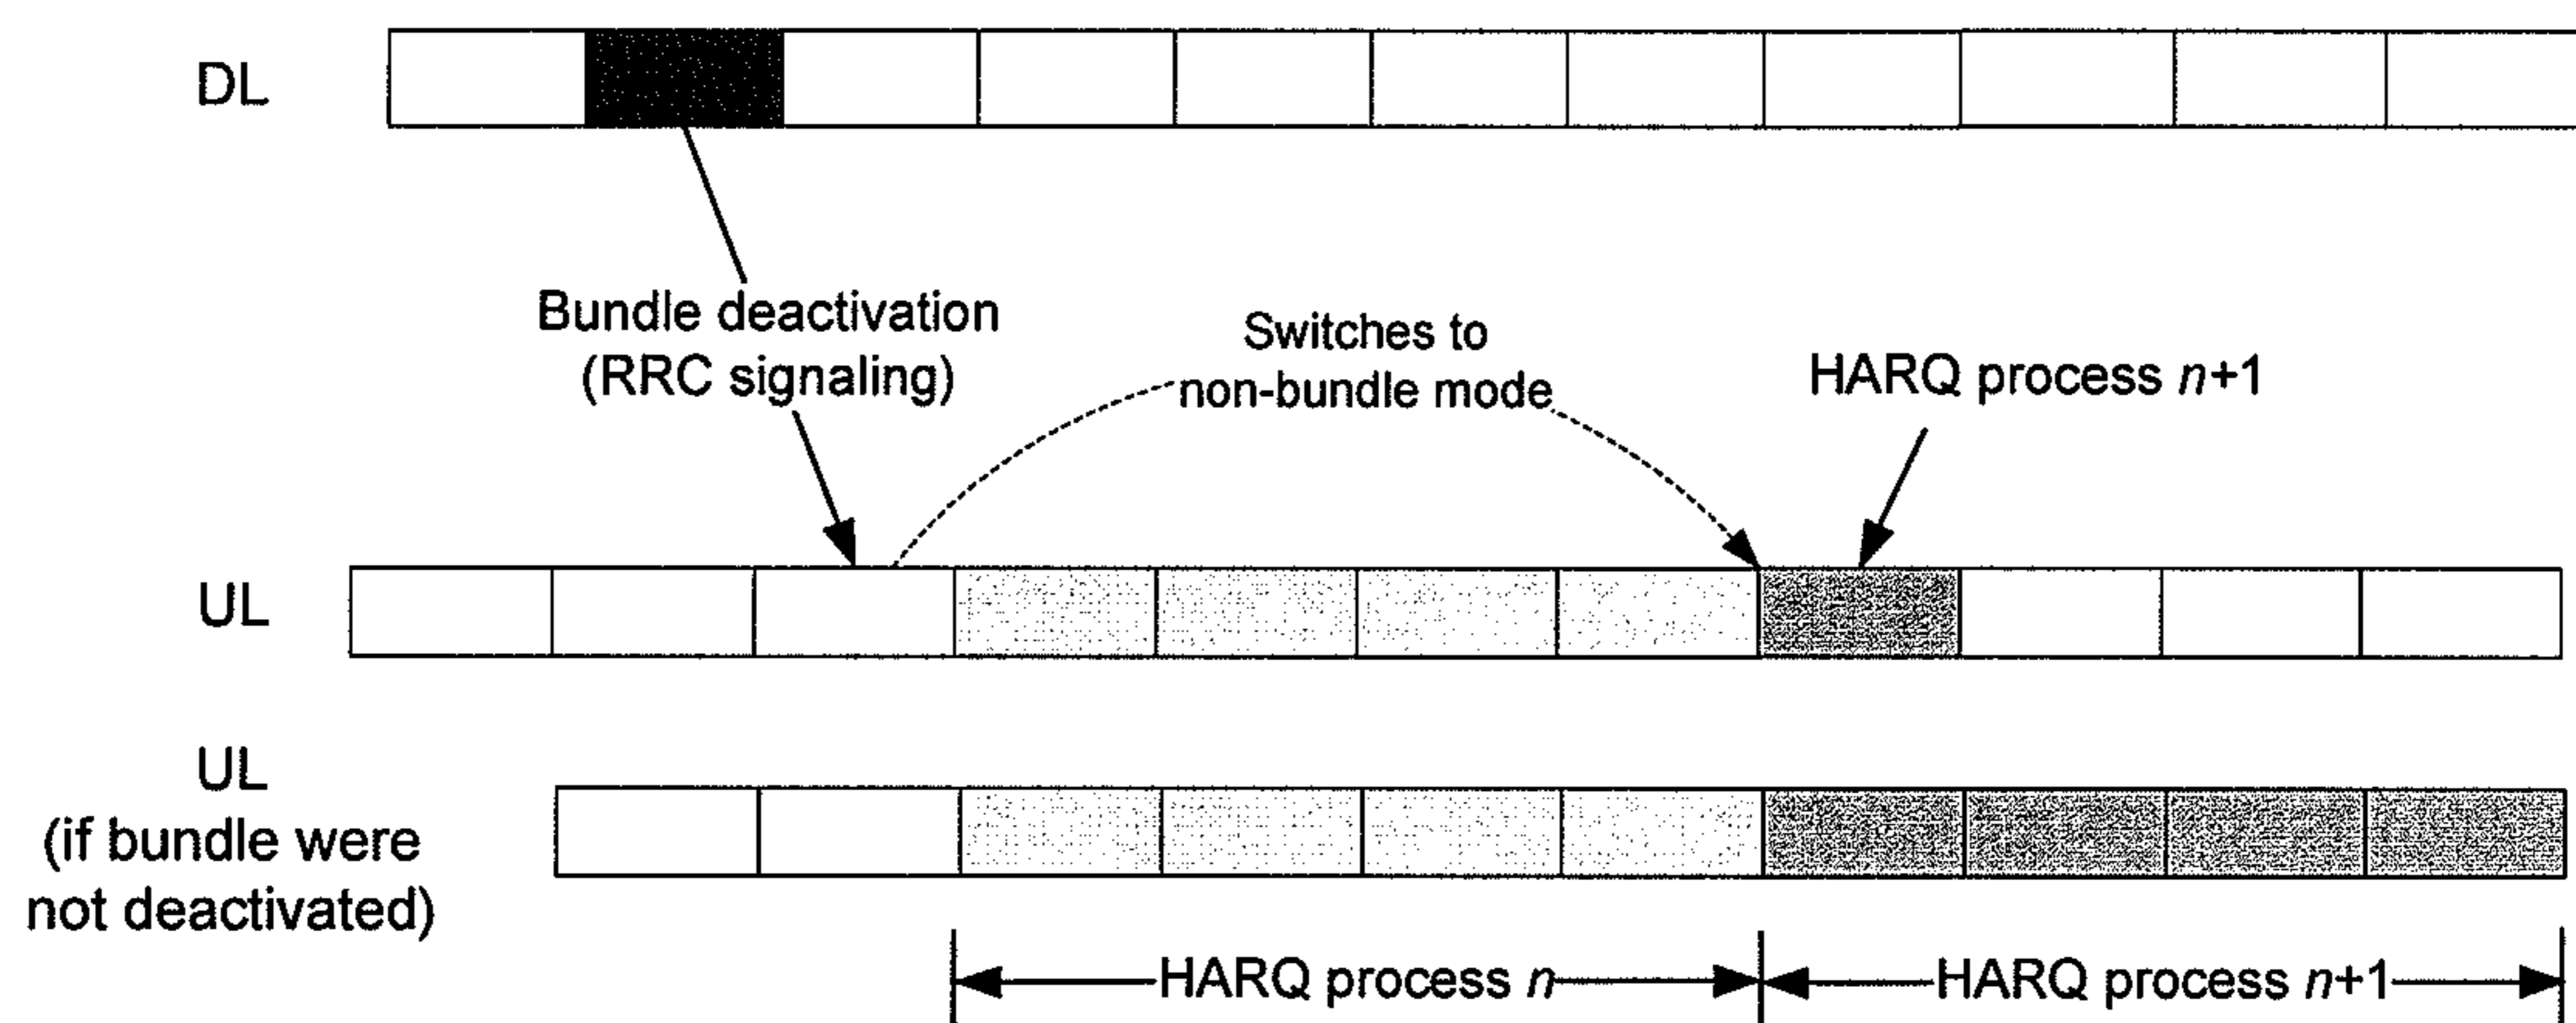 DL
Bundle deactivation
(RRC signaling)
Switches to
non-bundle mode
HARQ process n+1
UL
UL
(if bundle were
not deactivated)
HARQ process n
HARQ process n+1